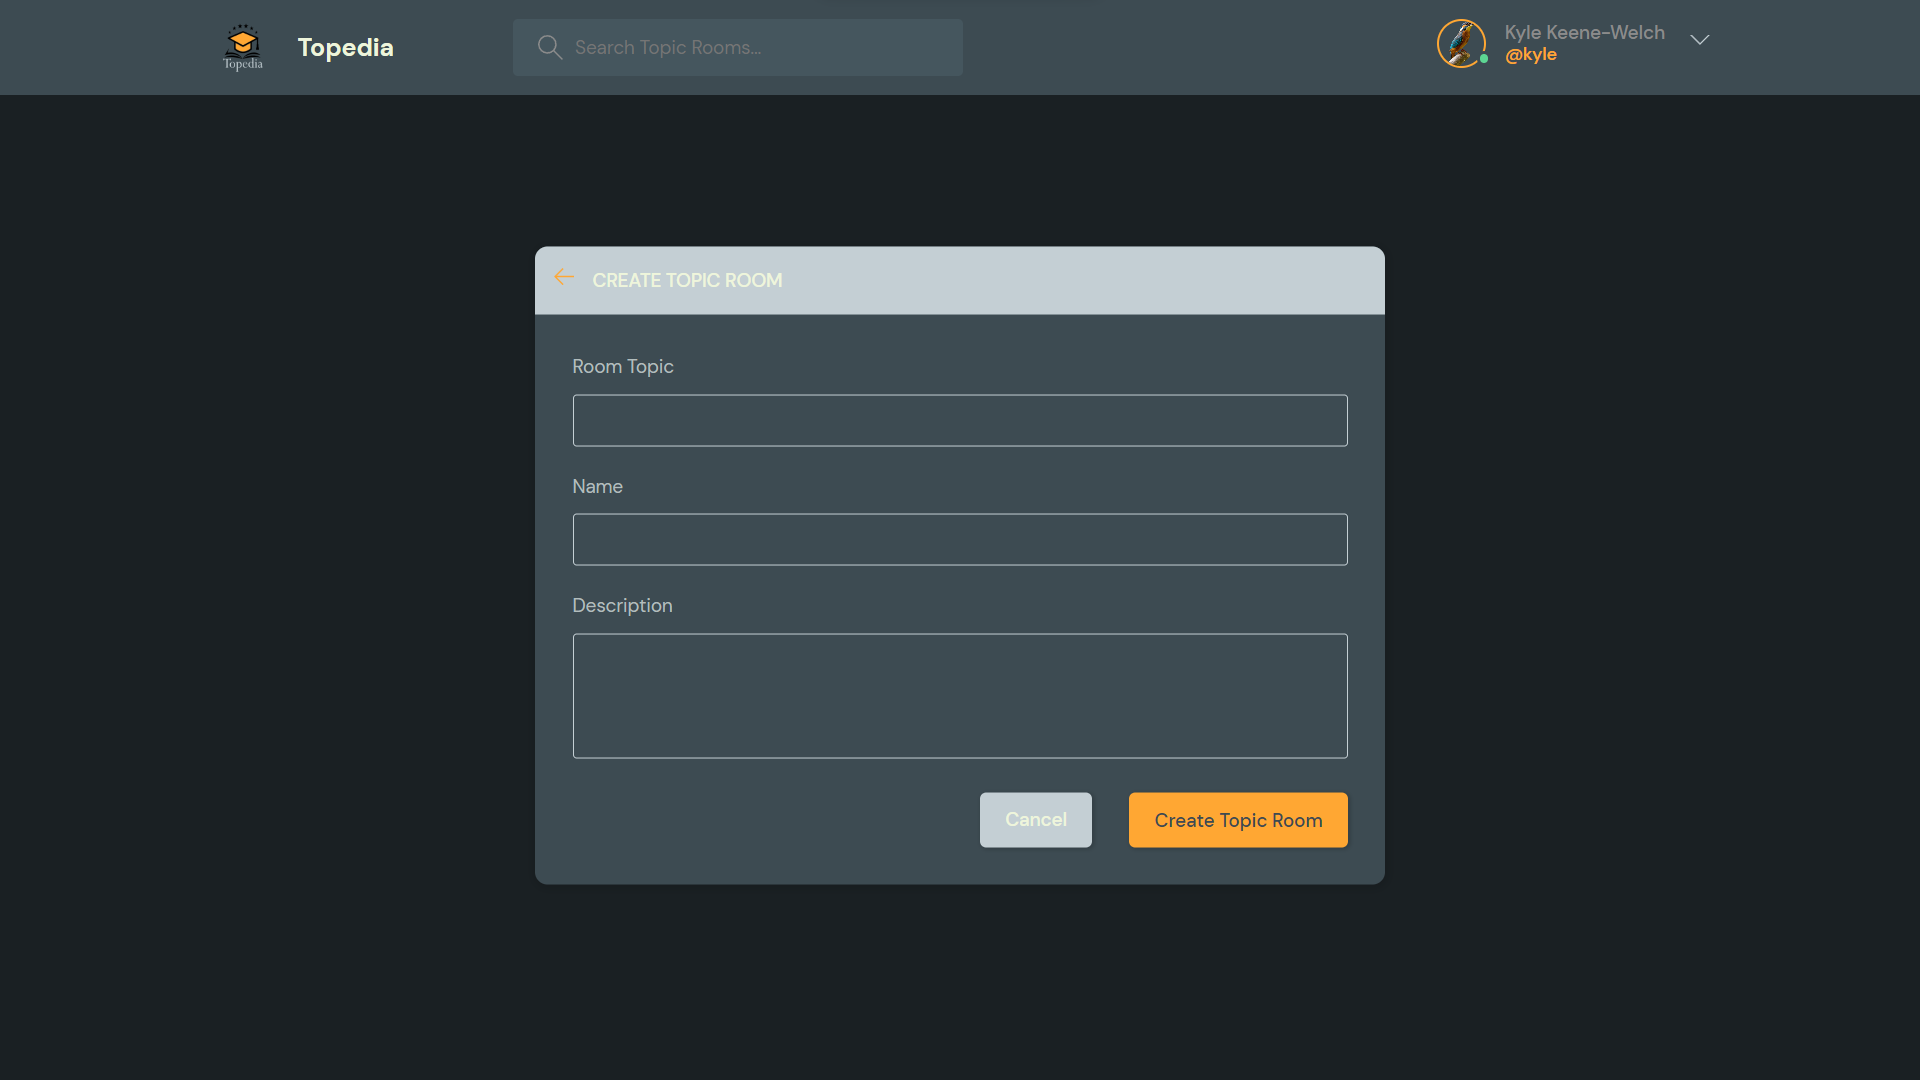 Topedia
Topedia
Search Topic Rooms...
Kyle Keene-Welch
@kyle
CREATE TOPIC ROOM
Room Topic
Name
Description
Cancel
Create Topic Room